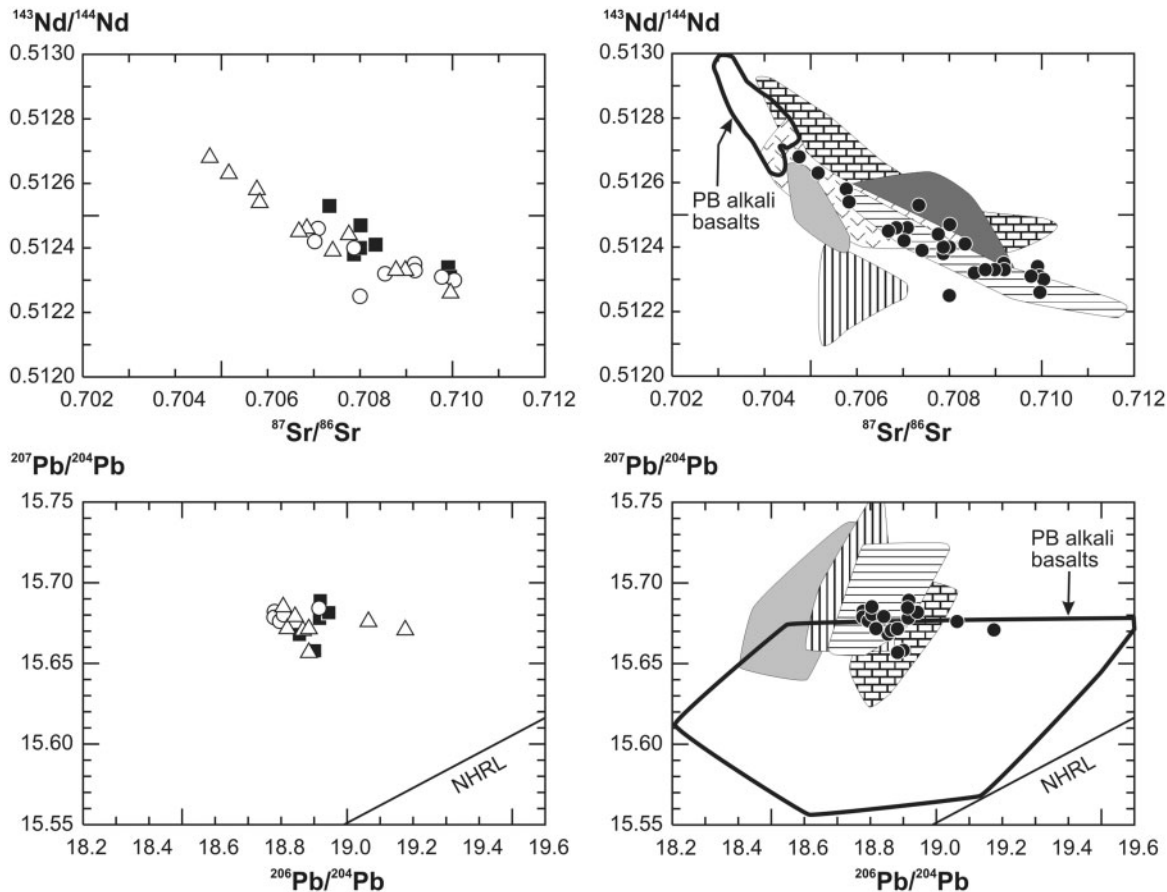 ¹⁴³Nd/¹⁴⁴Nd
0.5130
0.5128
0.5126
0.5124
0.5122
0.5120
0.702 0.704 0.706 0.708 0.710 0.712
⁸⁷Sr/⁸⁶Sr
¹⁴³Nd/¹⁴⁴Nd
0.5130
0.5128
0.5126
0.5124
0.5122
0.5120
PB alkali
basalts
0.702 0.704 0.706 0.708 0.710 0.712
⁸⁷Sr/⁸⁶Sr
²⁰⁷Pb/²⁰⁴Pb
15.75
15.70
15.65
15.60
15.55
NHRL
18.2 18.4 18.6 18.8 19.0 19.2 19.4 19.6
²⁰⁶Pb/²⁰⁴Pb
²⁰⁷Pb/²⁰⁴Pb
15.75
15.70
15.65
15.60
15.55
PB alkali
basalts
NHRL
18.2 18.4 18.6 18.8 19.0 19.2 19.4 19.6
²⁰⁶Pb/²⁰⁴Pb